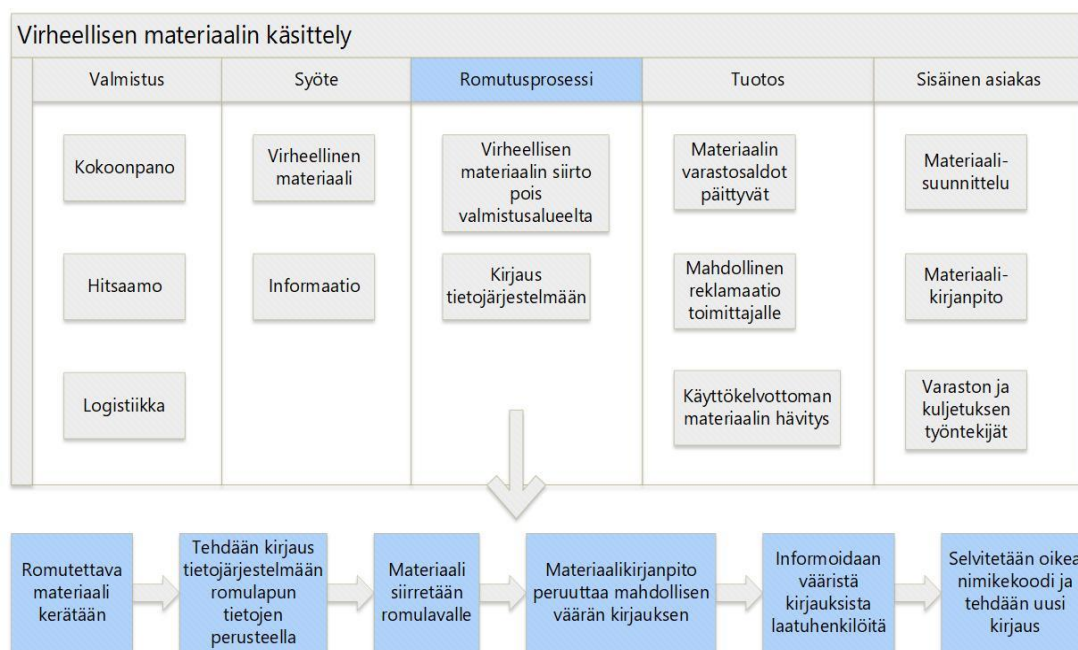 Virheellisen materiaalin käsittely
Valmistus
Syöte
Romutusprosessi
Tuotos
Sisäinen asiakas
Kokoonpano
Hitsaamo
Logistiikka
Virheellinen
materiaali
Informaatio
Virheellisen
materiaalin siirto
pois
valmistusalueelta
Kirjaus
tietojärjestelmään
Materiaalin
varastosaldot
päittyvät
Mahdollinen
reklamaatio
toimittajalle
Käyttökelvottoman
materiaalin hävitys
Materiaali-
suunnittelu
Materiaali-
kirjanpito
Varaston ja
kuljetuksen
työntekijät
Romutettava
materiaali
kerätään
Tehdään kirjaus
tietojärjestelmään
romulapun
tietojen
perusteella
Materiaali
siirretään
romulavalle
Materiaalikirjanpito
peruuttaa mahdollisen
väärän kirjauksen
Informoidaan
vääristä
kirjauksista
laatuhenkilöitä
Selvitetään oikea
nimikekoodi ja
tehdään uusi
kirjaus